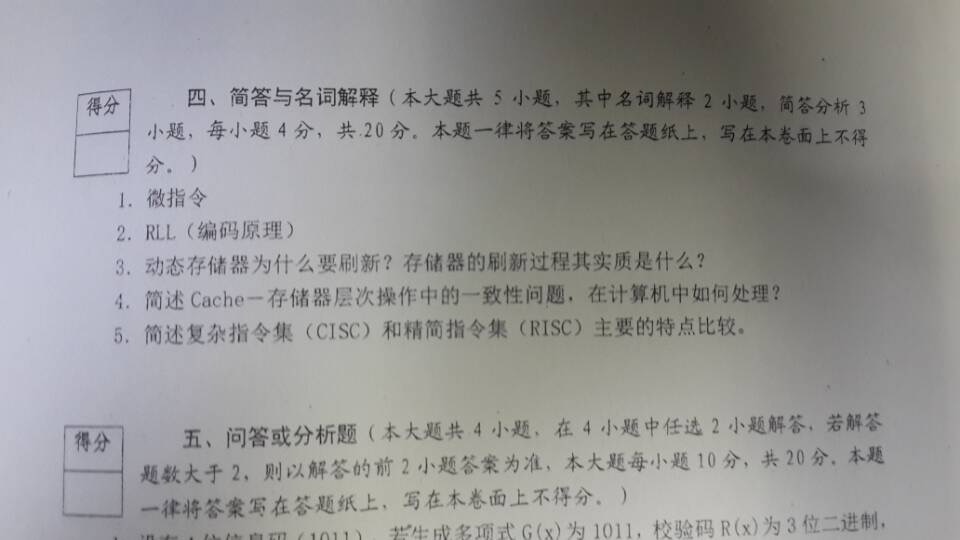 得分
四、简答与名词解释（本大题共 5 小题，其中名词解释 2 小题，简答分析 3
小题，每小题 4 分，共 20 分。本题一律将答案写在答题纸上，写在本卷面上不得
分。）
1. 微指令
2. RLL（编码原理）
3. 动态存储器为什么要刷新？存储器的刷新过程其实质是什么？
4. 简述 Cache－存储器层次操作中的一致性问题，在计算机中如何处理？
5. 简述复杂指令集（CISC）和精简指令集（RISC）主要的特点比较。
得分
五、问答或分析题（本大题共 4 小题，在 4 小题中任选 2 小题解答，若解答
题数大于 2，则以解答的前 2 小题答案为准，本大题每小题 10 分，共 20 分。本题
一律将答案写在答题纸上，写在本卷面上不得分。）
1. 设有 4 位信息码（1011），若生成多项式 G(x)为 1011，校验码 R(x)为 3 位二进制，